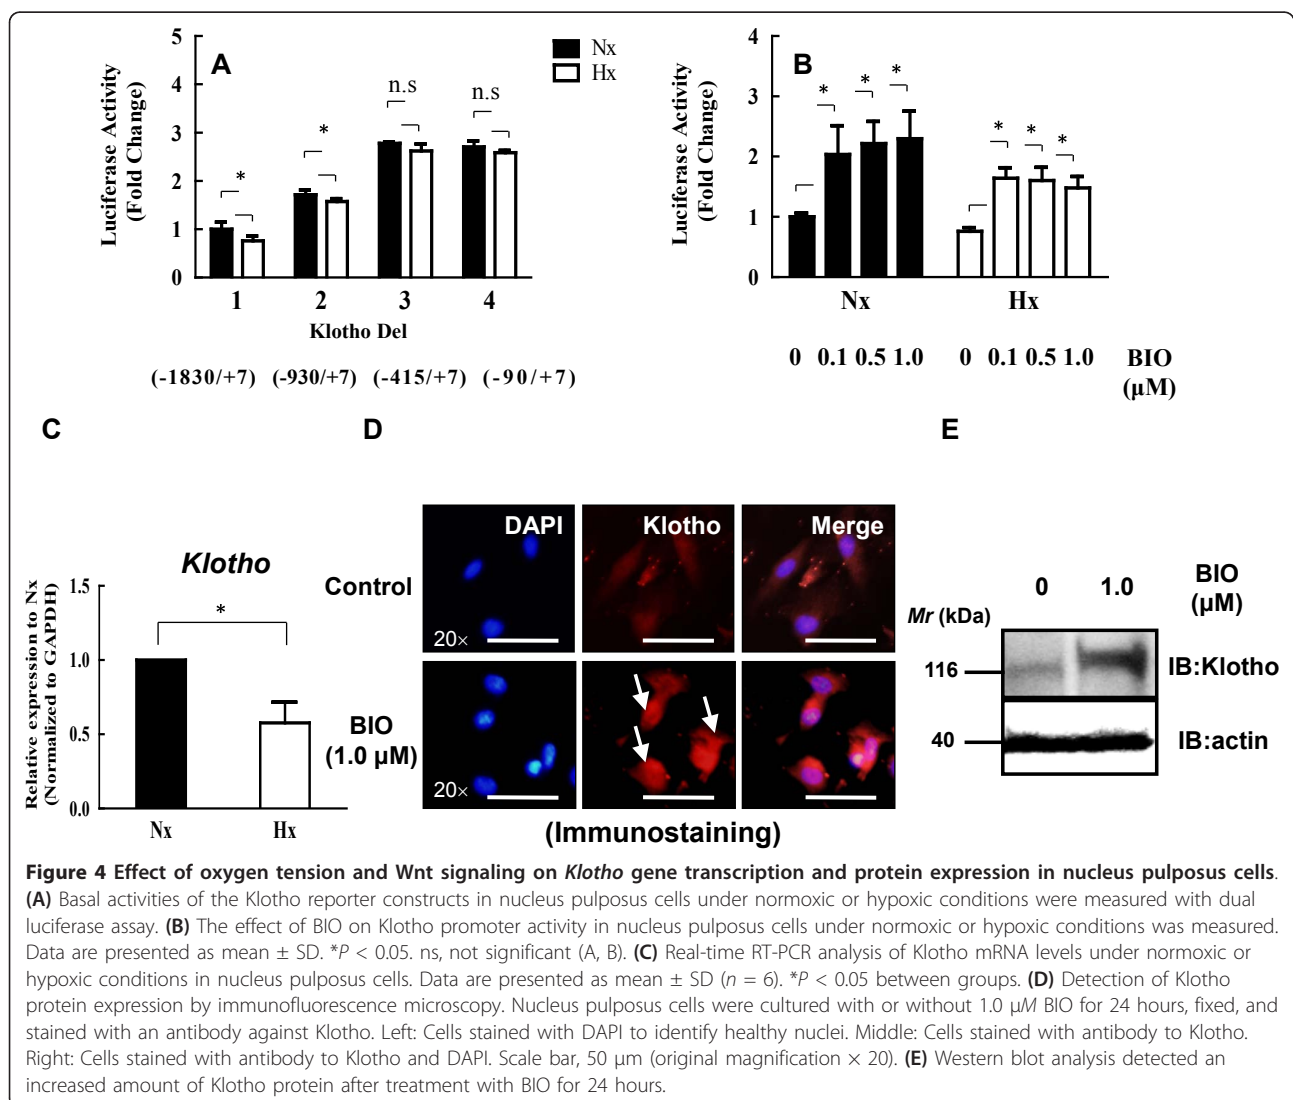 A
Nx
Hx
Luciferase Activity
(Fold Change)
5
4
3
2
1
0
*
*
n.s
n.s
1 2 3 4
Klotho Del
(-1830/+7) (-930/+7) (-415/+7) (-90/+7)
B
Luciferase Activity
(Fold Change)
4
3
2
1
0
* * *
* * *
Nx Hx
0 0.1 0.5 1.0 0 0.1 0.5 1.0 BIO
(µM)
C
Klotho
Relative expression to Nx
(Normalized to GAPDH)
1.5
1.0
0.5
0.0
*
Nx Hx
D
DAPI Klotho Merge
Control
20×
BIO
(1.0 µM)
20×
(Immunostaining)
E
0 1.0 BIO
(µM)
Mr (kDa)
116 IB:Klotho
40 IB:actin
Figure 4 Effect of oxygen tension and Wnt signaling on Klotho gene transcription and protein expression in nucleus pulposus cells.
(A) Basal activities of the Klotho reporter constructs in nucleus pulposus cells under normoxic or hypoxic conditions were measured with dual
luciferase assay. (B) The effect of BIO on Klotho promoter activity in nucleus pulposus cells under normoxic or hypoxic conditions was measured.
Data are presented as mean ± SD. *P < 0.05. ns, not significant (A, B). (C) Real-time RT-PCR analysis of Klotho mRNA levels under normoxic or
hypoxic conditions in nucleus pulposus cells. Data are presented as mean ± SD (n = 6). *P < 0.05 between groups. (D) Detection of Klotho
protein expression by immunofluorescence microscopy. Nucleus pulposus cells were cultured with or without 1.0 µM BIO for 24 hours, fixed, and
stained with an antibody against Klotho. Left: Cells stained with DAPI to identify healthy nuclei. Middle: Cells stained with antibody to Klotho.
Right: Cells stained with antibody to Klotho and DAPI. Scale bar, 50 µm (original magnification × 20). (E) Western blot analysis detected an
increased amount of Klotho protein after treatment with BIO for 24 hours.